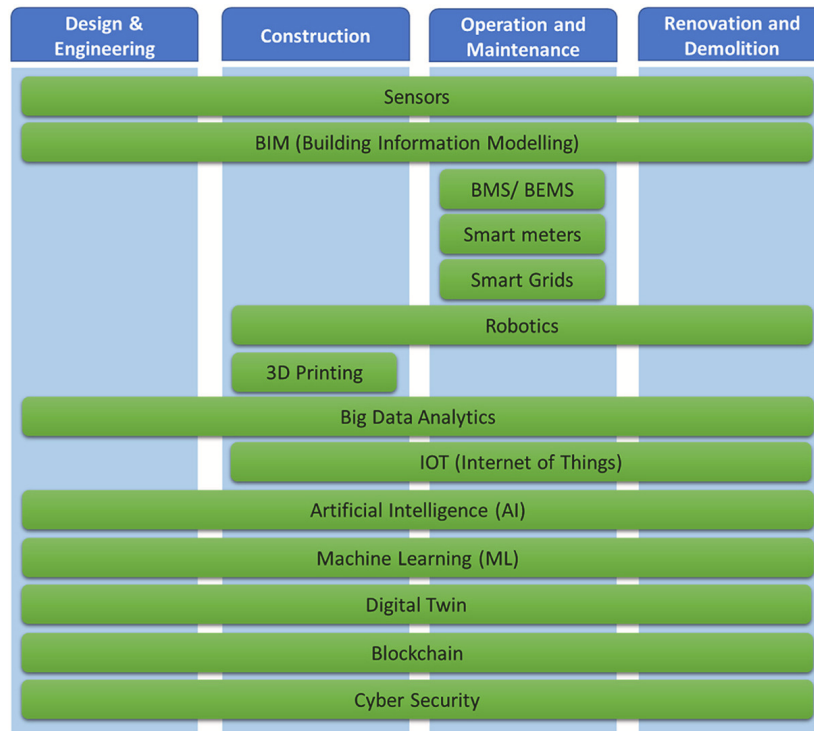 Design &
Engineering
Construction
Operation and
Maintenance
Renovation and
Demolition
Sensors
BIM (Building Information Modelling)
BMS/ BEMS
Smart meters
Smart Grids
Robotics
3D Printing
Big Data Analytics
IOT (Internet of Things)
Artificial Intelligence (AI)
Machine Learning (ML)
Digital Twin
Blockchain
Cyber Security